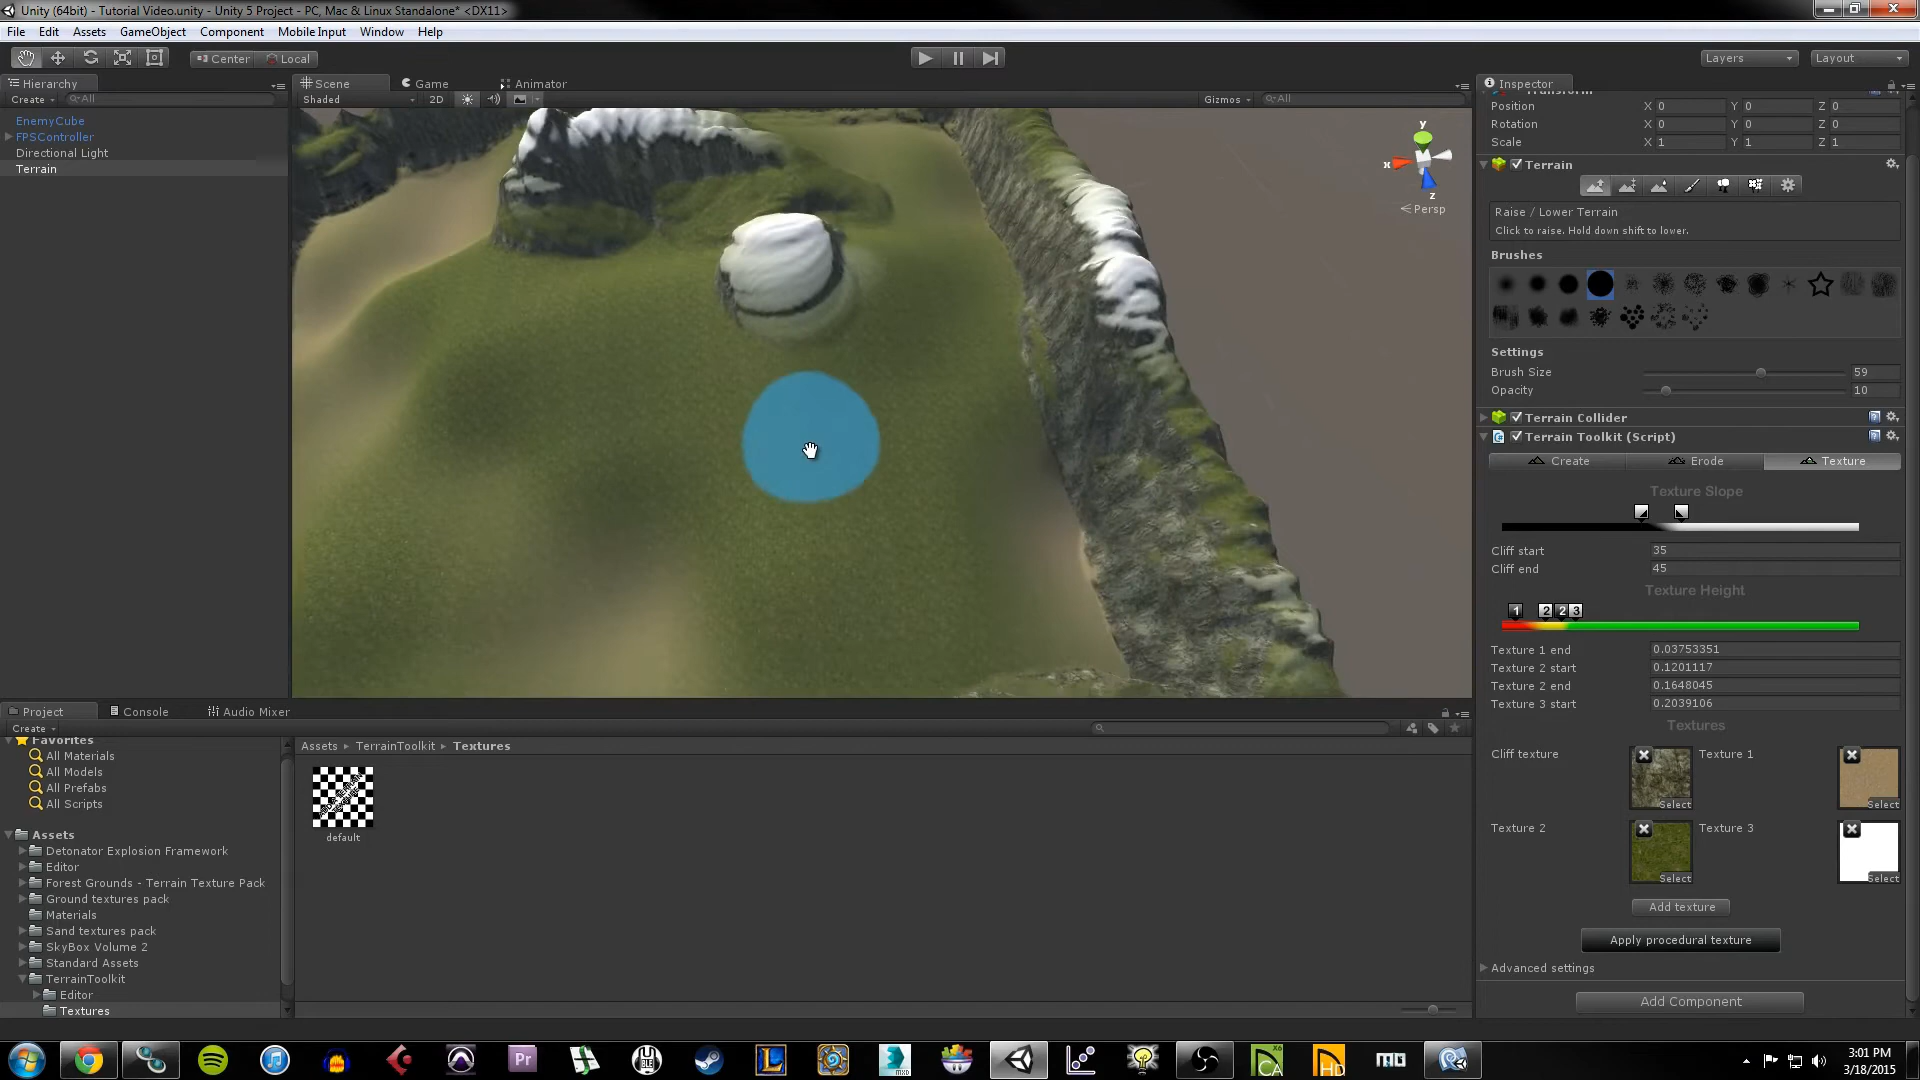 Unity (64bit) - Tutorial Video.unity - Unity 5 Project - PC, Mac & Linux Standalone* <DX11>
File Edit Assets GameObject Component Mobile Input Window Help
Center Local
Layers Layout
Hierarchy
Create All
EnemyCube
FPSController
Directional Light
Terrain
Scene Game Animator
Shaded 2D Gizmos All
y
x
z
Persp
Inspector
Transform
Position X 0 Y 0 Z 0
Rotation X 0 Y 0 Z 0
Scale X 1 Y 1 Z 1
Terrain
Raise / Lower Terrain
Click to raise. Hold down shift to lower.
Brushes
Settings
Brush Size 59
Opacity 10
Terrain Collider
Terrain Toolkit (Script)
Create Erode Texture
Texture Slope
Cliff start 35
Cliff end 45
Texture Height
1 2 2 3
Texture 1 end 0.03753351
Texture 2 start 0.1201117
Texture 2 end 0.1648045
Texture 3 start 0.2039106
Textures
Cliff texture Select Texture 1 Select
Texture 2 Select Texture 3 Select
Add texture
Apply procedural texture
Advanced settings
Add Component
Project Console Audio Mixer
Create
Favorites
All Materials
All Models
All Prefabs
All Scripts
Assets
Detonator Explosion Framework
Editor
Forest Grounds - Terrain Texture Pack
Ground textures pack
Materials
Sand textures pack
SkyBox Volume 2
Standard Assets
TerrainToolkit
Editor
Textures
Assets TerrainToolkit Textures
default
3:01 PM
3/18/2015